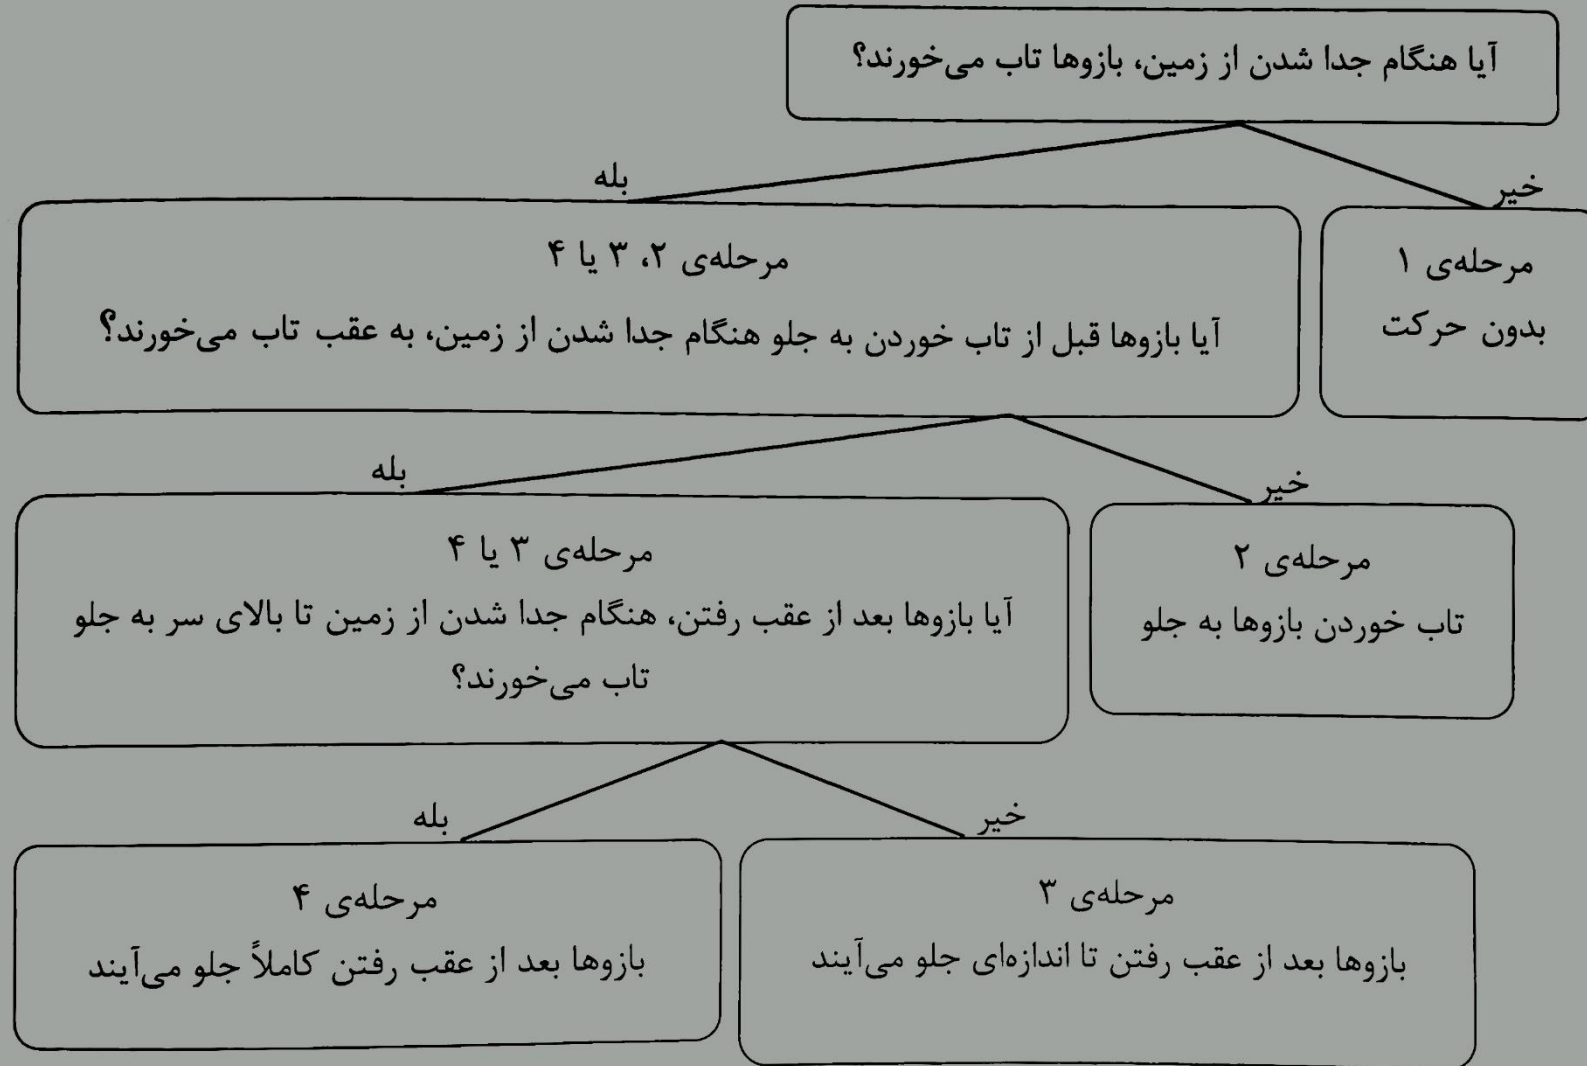 آیا هنگام جدا شدن از زمین، بازوها تاب می‌خورند؟
خیر
بله
مرحله‌ی ۱
بدون حرکت
مرحله‌ی ۲، ۳ یا ۴
آیا بازوها قبل از تاب خوردن به جلو هنگام جدا شدن از زمین، به عقب تاب می‌خورند؟
خیر
بله
مرحله‌ی ۲
تاب خوردن بازوها به جلو
مرحله‌ی ۳ یا ۴
آیا بازوها بعد از عقب رفتن، هنگام جدا شدن از زمین تا بالای سر به جلو
تاب می‌خورند؟
خیر
بله
مرحله‌ی ۳
بازوها بعد از عقب رفتن تا اندازه‌ای جلو می‌آیند
مرحله‌ی ۴
بازوها بعد از عقب رفتن کاملاً جلو می‌آیند